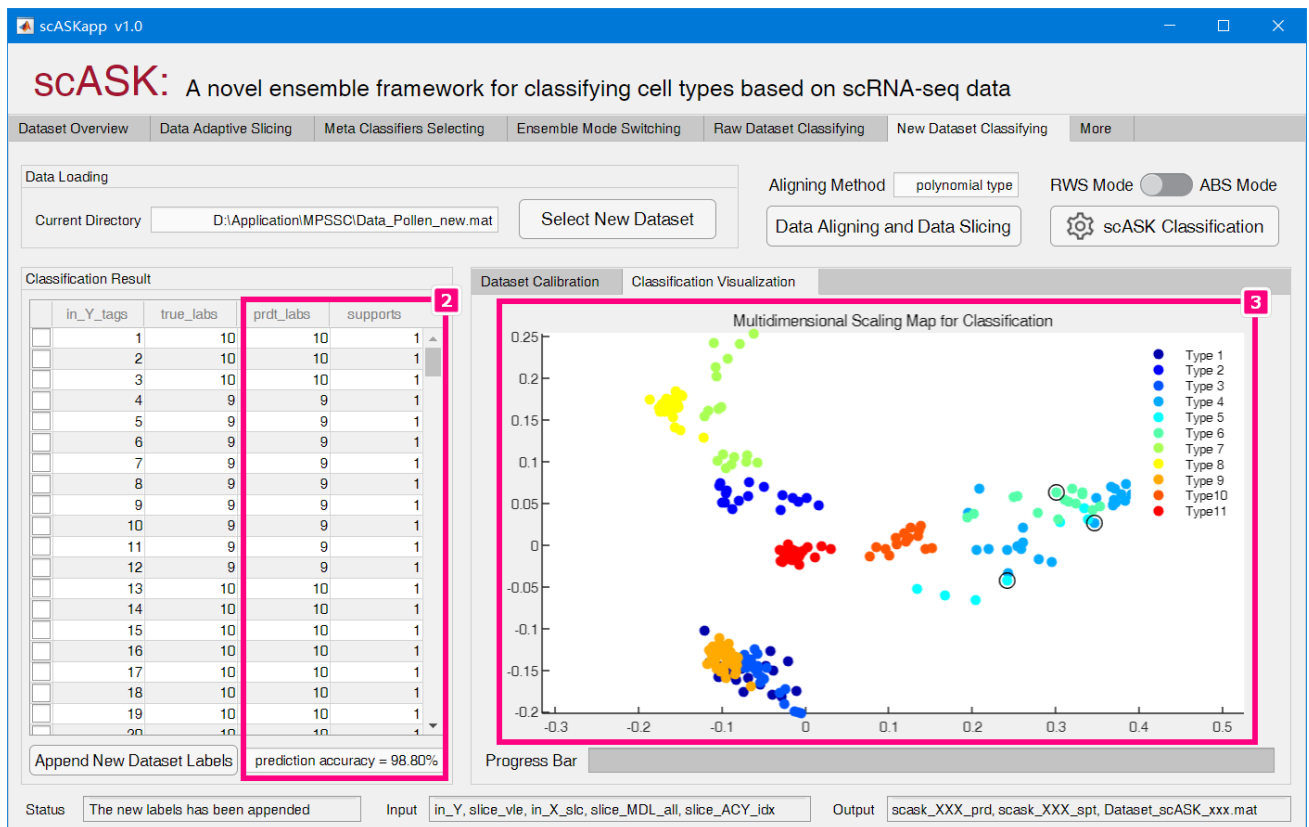 scASKapp v1.0
scASK: A novel ensemble framework for classifying cell types based on scRNA-seq data
Dataset Overview Data Adaptive Slicing Meta Classifiers Selecting Ensemble Mode Switching Raw Dataset Classifying New Dataset Classifying More
Data Loading
Current Directory D:\Application\MPSSC\Data_Pollen_new.mat Select New Dataset
Aligning Method polynomial type RWS Mode ABS Mode
Data Aligning and Data Slicing scASK Classification
Classification Result
2
in_Y_tags true_labs prdt_labs supports
1 10 10 1
2 10 10 1
3 10 10 1
4 9 9 1
5 9 9 1
6 9 9 1
7 9 9 1
8 9 9 1
9 9 9 1
10 9 9 1
11 9 9 1
12 9 9 1
13 10 10 1
14 10 10 1
15 10 10 1
16 10 10 1
17 10 10 1
18 10 10 1
19 10 10 1
20 10 10 1
Append New Dataset Labels prediction accuracy = 98.80%
Dataset Calibration Classification Visualization
3
Multidimensional Scaling Map for Classification
0.25
0.2
0.15
0.1
0.05
0
-0.05
-0.1
-0.15
-0.2
-0.3 -0.2 -0.1 0 0.1 0.2 0.3 0.4 0.5
Type 1
Type 2
Type 3
Type 4
Type 5
Type 6
Type 7
Type 8
Type 9
Type10
Type11
Progress Bar
Status The new labels has been appended Input in_Y, slice_vle, in_X_slc, slice_MDL_all, slice_ACY_idx Output scask_XXX_prd, scask_XXX_spt, Dataset_scASK_xxx.mat